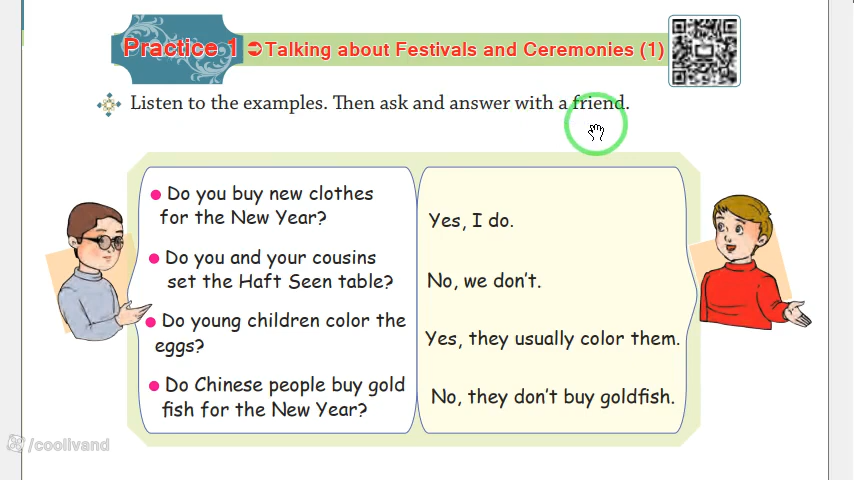 Practice 1 ➲ Talking about Festivals and Ceremonies (1)
Listen to the examples. Then ask and answer with a friend.
• Do you buy new clothes
for the New Year?
Yes, I do.
• Do you and your cousins
set the Haft Seen table?
No, we don't.
• Do young children color the
eggs?
Yes, they usually color them.
• Do Chinese people buy gold
fish for the New Year?
No, they don't buy goldfish.
/coolivand